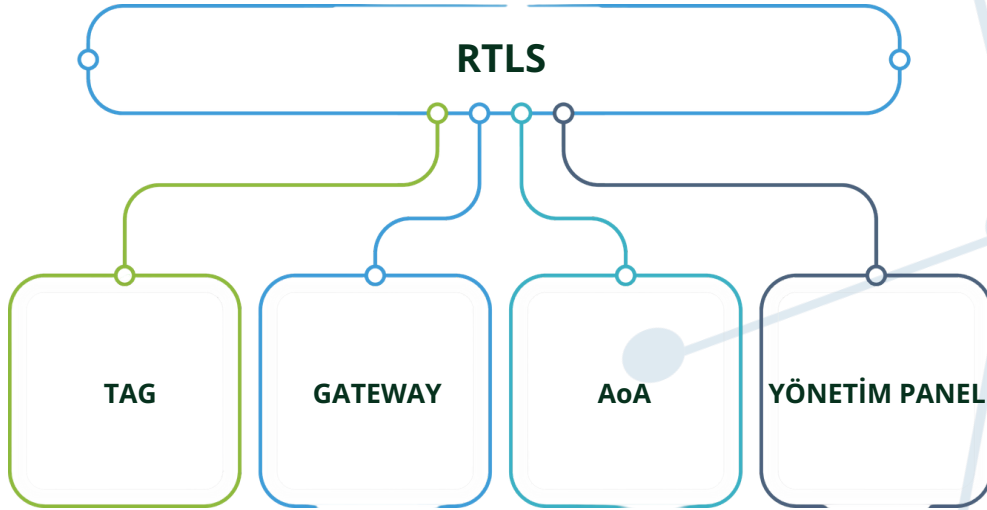 RTLS
TAG
GATEWAY
AoA
YÖNETİM PANEL